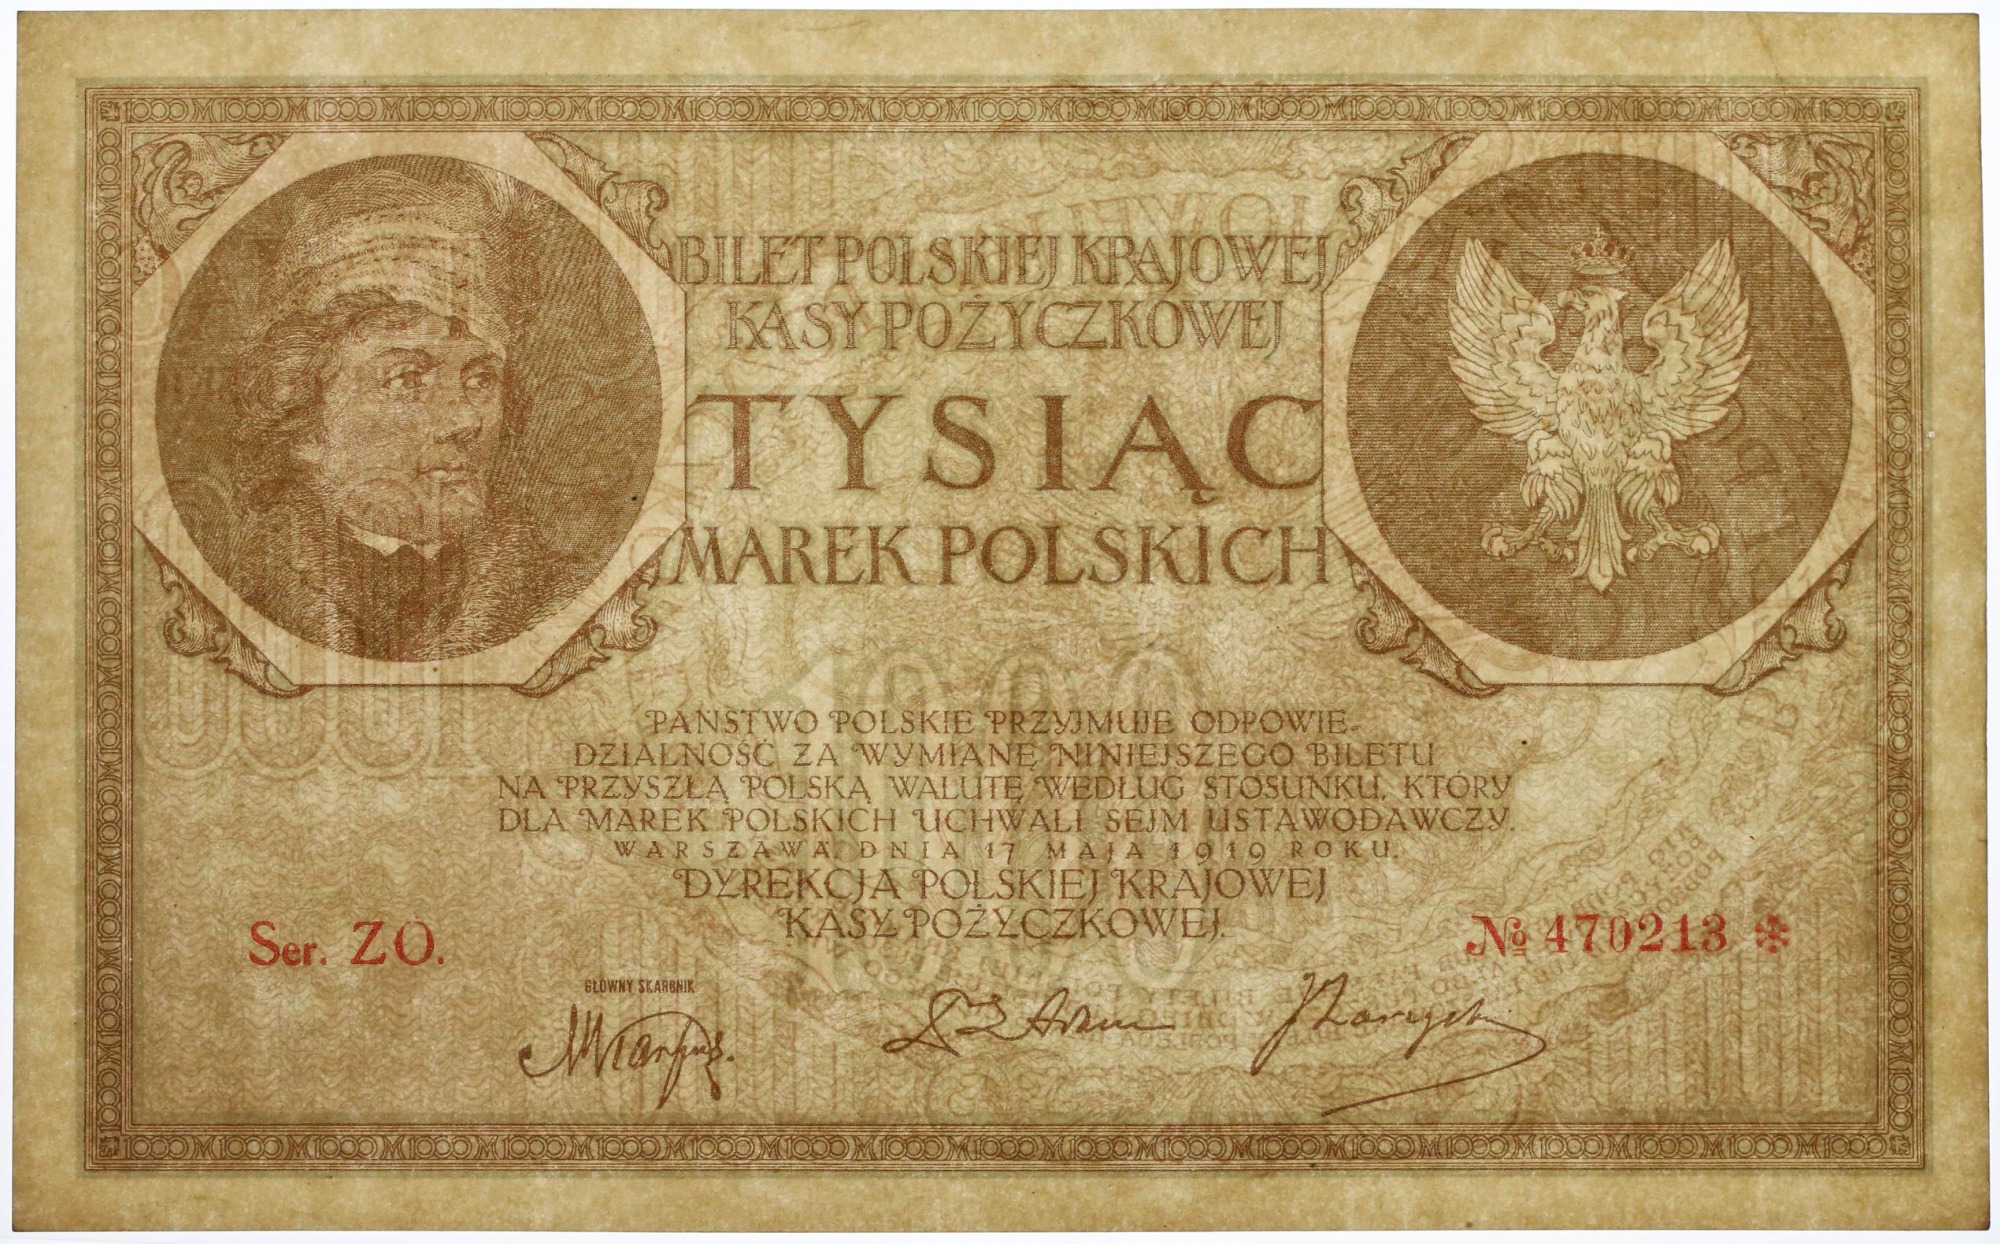 BILET POLSKIEJ KRAJOWEJ
KASY POŻYCZKOWEJ
TYSIĄC
MAREK POLSKICH
1000
PAŃSTWO POLSKIE PRZYJMUJE ODPOWIE-
DZIALNOŚĆ ZA WYMIANĘ NINIEJSZEGO BILETU
NA PRZYSZŁĄ POLSKĄ WALUTĘ WEDŁUG STOSUNKU, KTÓRY
DLA MAREK POLSKICH UCHWALI SEJM USTAWODAWCZY.
WARSZAWA, DNIA 17 MAJA 1919 ROKU.
DYREKCJA POLSKIEJ KRAJOWEJ
KASY POŻYCZKOWEJ.
Ser. ZO.
№ 470213 *
GŁÓWNY SKARBNIK